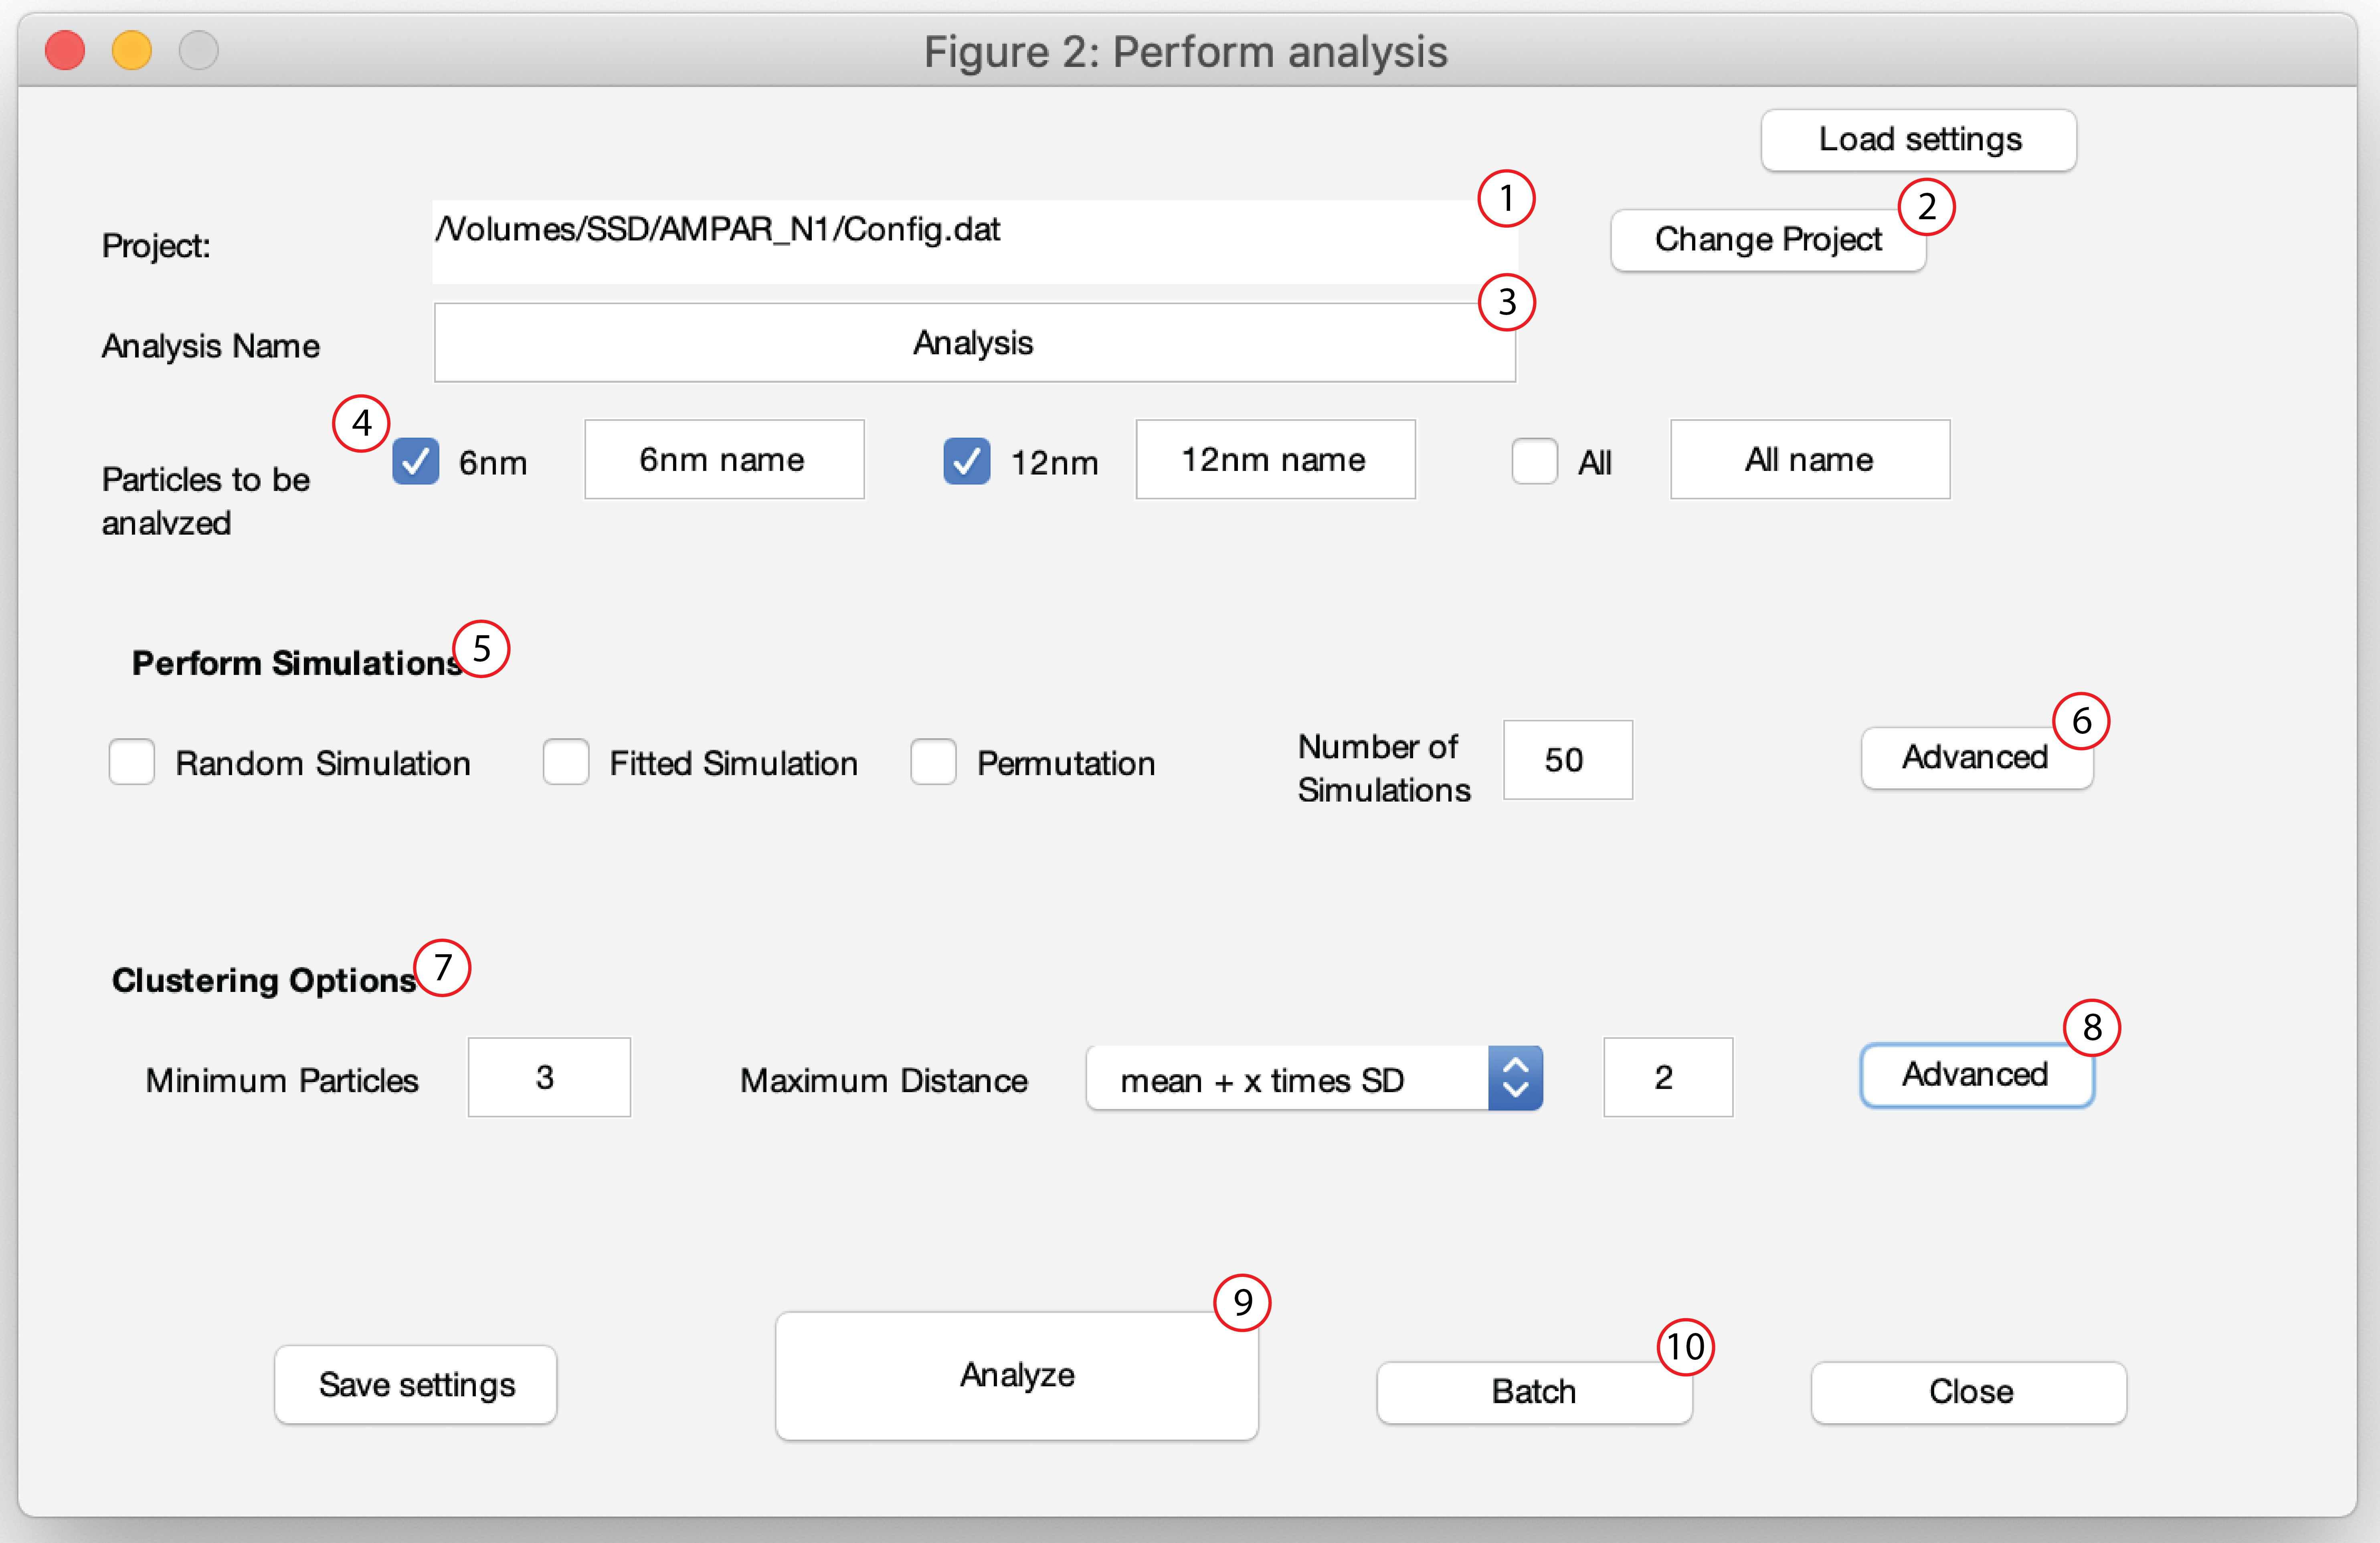 Figure 2: Perform analysis
Load settings
1
2
Project:
/Volumes/SSD/AMPAR_N1/Config.dat
Change Project
3
Analysis Name
Analysis
4
Particles to be
analyzed
6nm
6nm name
12nm
12nm name
All
All name
Perform Simulations
5
6
Random Simulation
Fitted Simulation
Permutation
Number of
Simulations
50
Advanced
Clustering Options
7
8
Minimum Particles
3
Maximum Distance
mean + x times SD
2
Advanced
9
10
Save settings
Analyze
Batch
Close